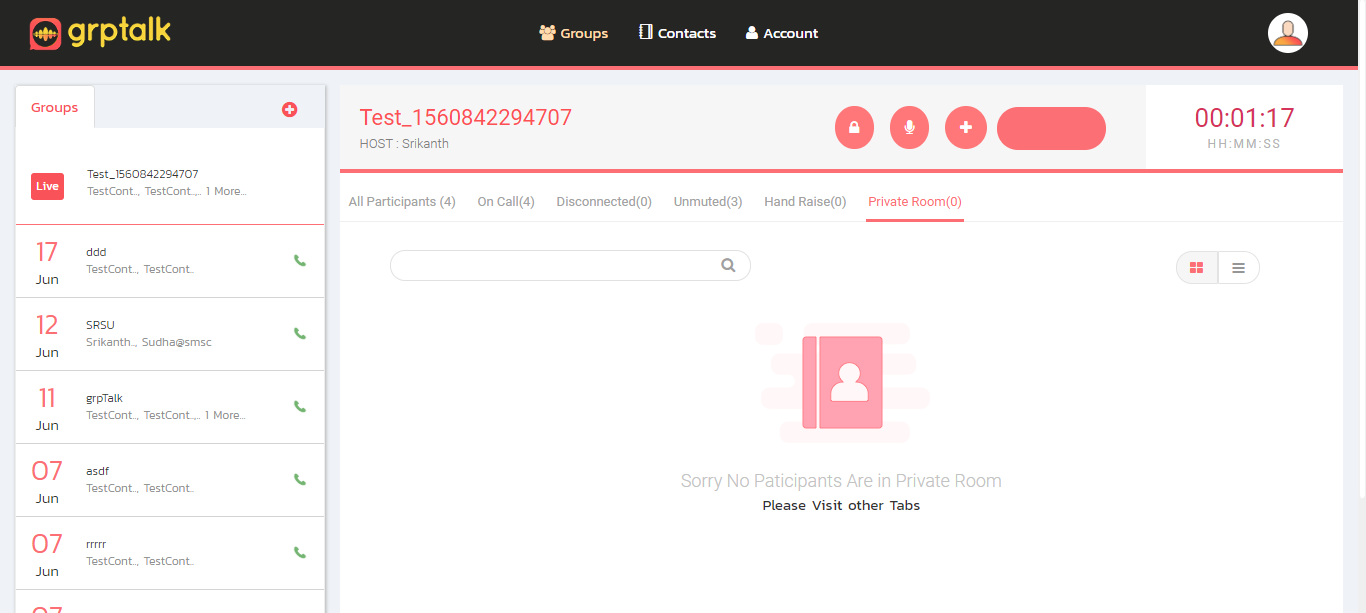 grptalk
Groups
Contacts
Account
Groups
Live
Test_1560842294707
TestCont.., TestCont..,.. 1 More...
17
Jun
ddd
TestCont.., TestCont..
12
Jun
SRSU
Srikanth.., Sudha@smsc
11
Jun
grpTalk
TestCont.., TestCont..,.. 1 More...
07
Jun
asdf
TestCont.., TestCont..
07
Jun
rrrrr
TestCont.., TestCont..
07
Test_1560842294707
HOST : Srikanth
00:01:17
HH:MM:SS
All Participants (4)
On Call(4)
Disconnected(0)
Unmuted(3)
Hand Raise(0)
Private Room(0)
Sorry No Paticipants Are in Private Room
Please Visit other Tabs